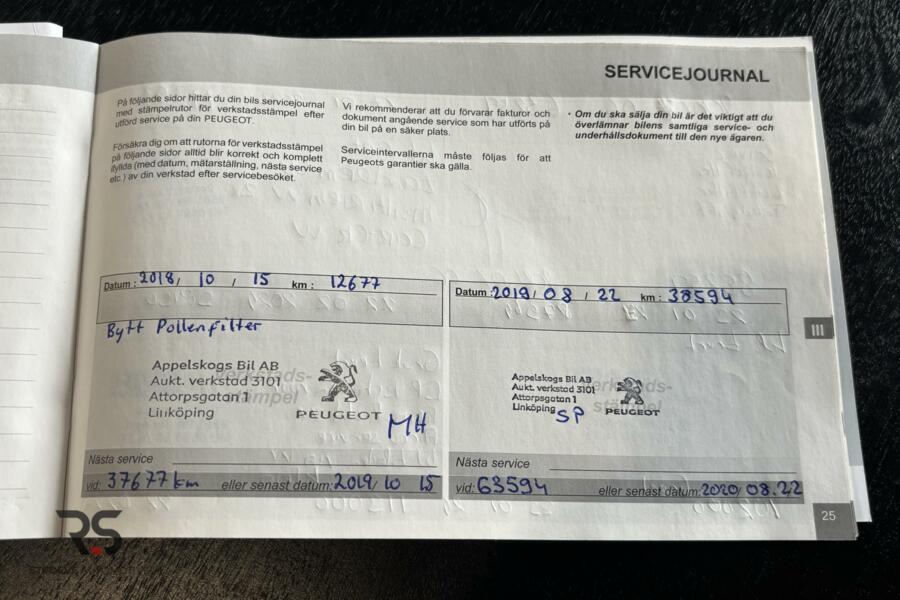 SERVICEJOURNAL
På följande sidor hittar du din bils servicejournal
med stämpelrutor för verkstadsstämpel efter
utförd service på din PEUGEOT.
Försäkra dig om att rutorna för verkstadsstämpel
på följande sidor alltid blir korrekt och komplett
ifyllda (med datum, mätarställning, nästa service
etc.) av din verkstad efter servicebesöket.
Vi rekommenderar att du förvarar fakturor och
dokument angående service som har utförts på
din bil på en säker plats.
Serviceintervallerna måste följas för att
Peugeots garantier ska gälla.
• Om du ska sälja din bil är det viktigt att du
överlämnar bilens samtliga service- och
underhållsdokument till den nye ägaren.
Datum: 2018, 10, 15 km: 12677
Bytt Pollenfilter
Appelskogs Bil AB
Aukt. verkstad 3101
Attorpsgatan 1
Linköping
PEUGEOT
MH
Nästa service
vid: 37677 km eller senast datum: 2019, 10 15
Datum: 2019, 08, 22 km: 38594
Appelskogs Bil AB
Aukt. verkstad 3101
Attorpsgatan 1
Linköping
SP
PEUGEOT
Nästa service
vid: 63594 eller senast datum: 2020, 08.22
III
25
RS